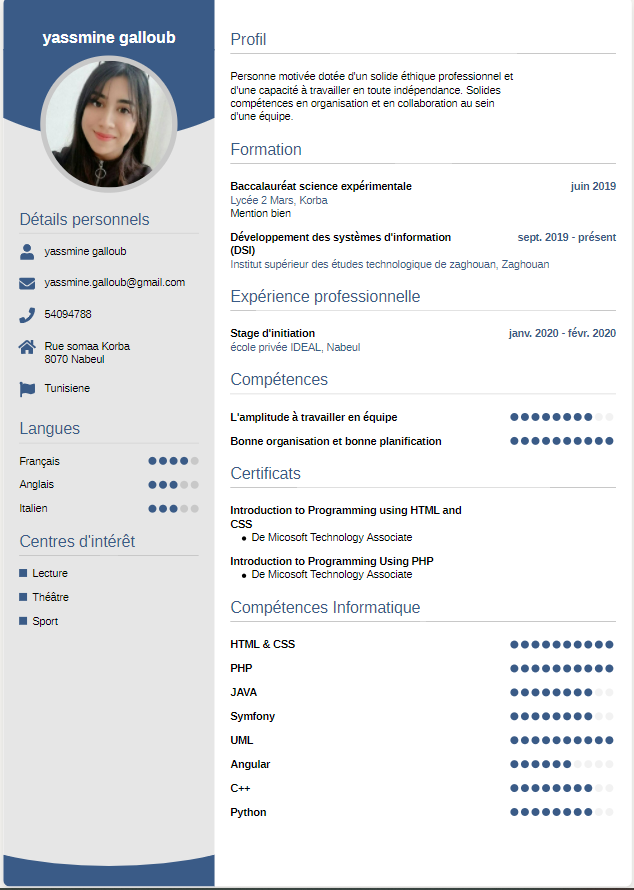 yassmine galloub
Détails personnels
yassmine galloub
yassmine.galloub@gmail.com
54094788
Rue somaa Korba
8070 Nabeul
Tunisiene
Langues
Français
Anglais
Italien
Centres d'intérêt
Lecture
Théâtre
Sport
Profil
Personne motivée dotée d'un solide éthique professionnel et
d'une capacité à travailler en toute indépendance. Solides
compétences en organisation et en collaboration au sein
d'une équipe.
Formation
Baccalauréat science expérimentale juin 2019
Lycée 2 Mars, Korba
Mention bien
Développement des systèmes d'information sept. 2019 - présent
(DSI)
Institut supérieur des études technologique de zaghouan, Zaghouan
Expérience professionnelle
Stage d'initiation janv. 2020 - févr. 2020
école privée IDEAL, Nabeul
Compétences
L'amplitude à travailler en équipe
Bonne organisation et bonne planification
Certificats
Introduction to Programming using HTML and
CSS
• De Micosoft Technology Associate
Introduction to Programming Using PHP
• De Micosoft Technology Associate
Compétences Informatique
HTML & CSS
PHP
JAVA
Symfony
UML
Angular
C++
Python